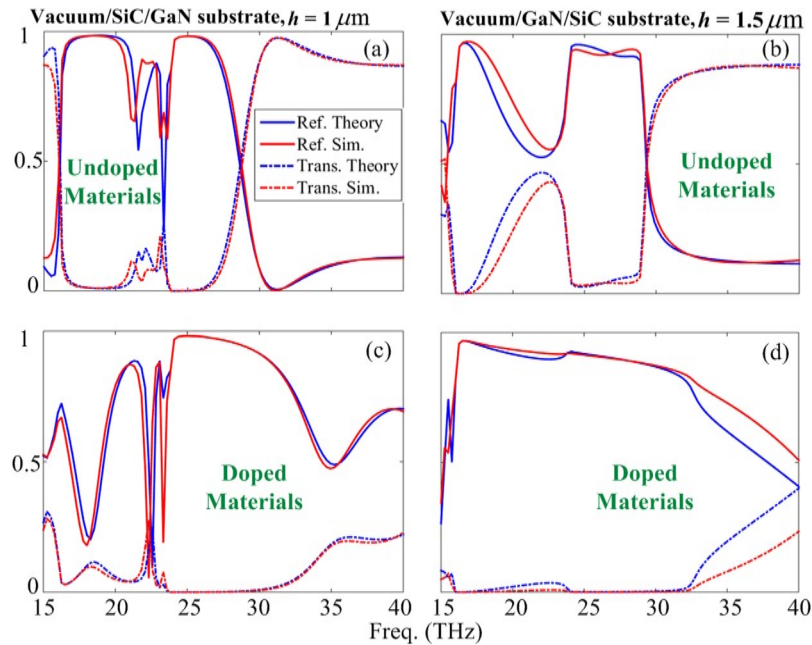 Vacuum/SiC/GaN substrate, h = 1 μm
Vacuum/GaN/SiC substrate, h = 1.5 μm
1
(a)
(b)
Ref. Theory
Ref. Sim.
Trans. Theory
Trans. Sim.
0.5
Undoped
Materials
Undoped
Materials
0
1
(c)
(d)
0.5
Doped
Materials
Doped
Materials
0
15 20 25 30 35 40
15 20 25 30 35 40
Freq. (THz)